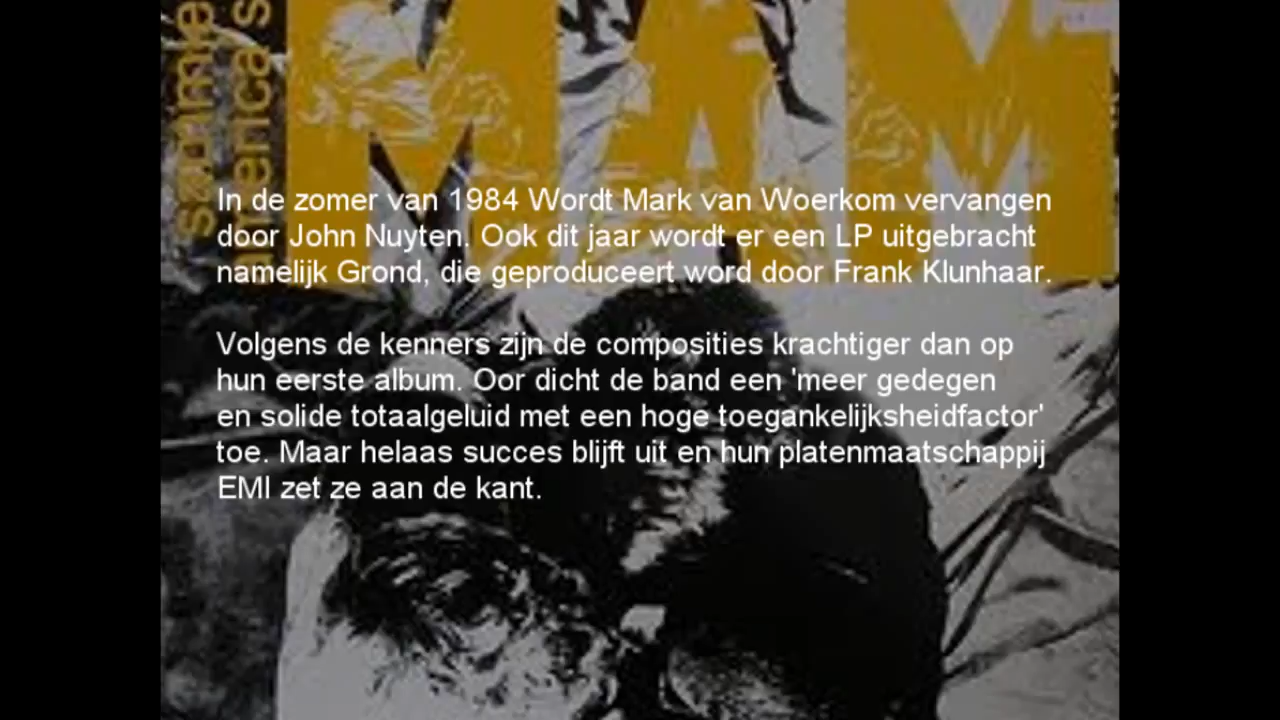 MAM
In de zomer van 1984 Wordt Mark van Woerkom vervangen
door John Nuyten. Ook dit jaar wordt er een LP uitgebracht
namelijk Grond, die geproduceert word door Frank Klunhaar.
Volgens de kenners zijn de composities krachtiger dan op
hun eerste album. Oor dicht de band een 'meer gedegen
en solide totaalgeluid met een hoge toegankelijksheidfactor'
toe. Maar helaas succes blijft uit en hun platenmaatschappij
EMI zet ze aan de kant.